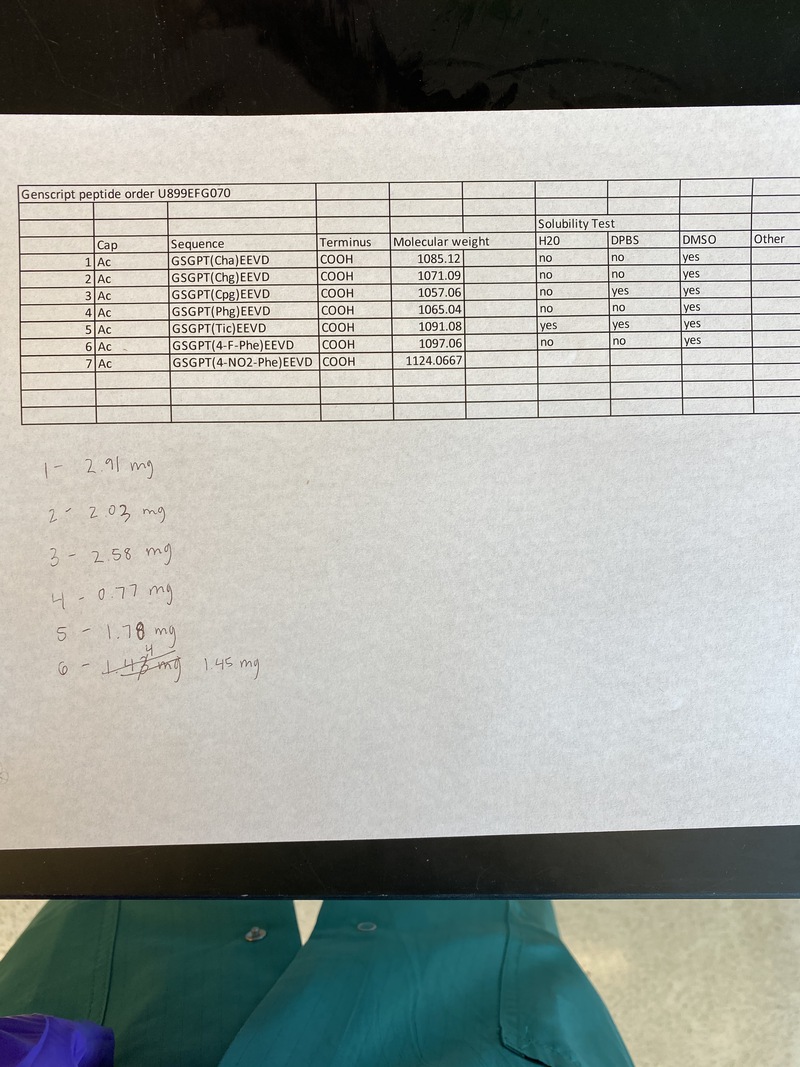 Genscript peptide order U899EFG070
Solubility Test
Cap Sequence Terminus Molecular weight H20 DPBS DMSO Other
1 Ac GSGPT(Cha)EEVD COOH 1085.12 no no yes
2 Ac GSGPT(Chg)EEVD COOH 1071.09 no no yes
3 Ac GSGPT(Cpg)EEVD COOH 1057.06 no yes yes
4 Ac GSGPT(Phg)EEVD COOH 1065.04 no no yes
5 Ac GSGPT(Tic)EEVD COOH 1091.08 yes yes yes
6 Ac GSGPT(4-F-Phe)EEVD COOH 1097.06 no no yes
7 Ac GSGPT(4-NO2-Phe)EEVD COOH 1124.0667
1 - 2.91 mg
2 - 2.03 mg
3 - 2.58 mg
4 - 0.77 mg
5 - 1.78 mg
6 - 1.45 mg